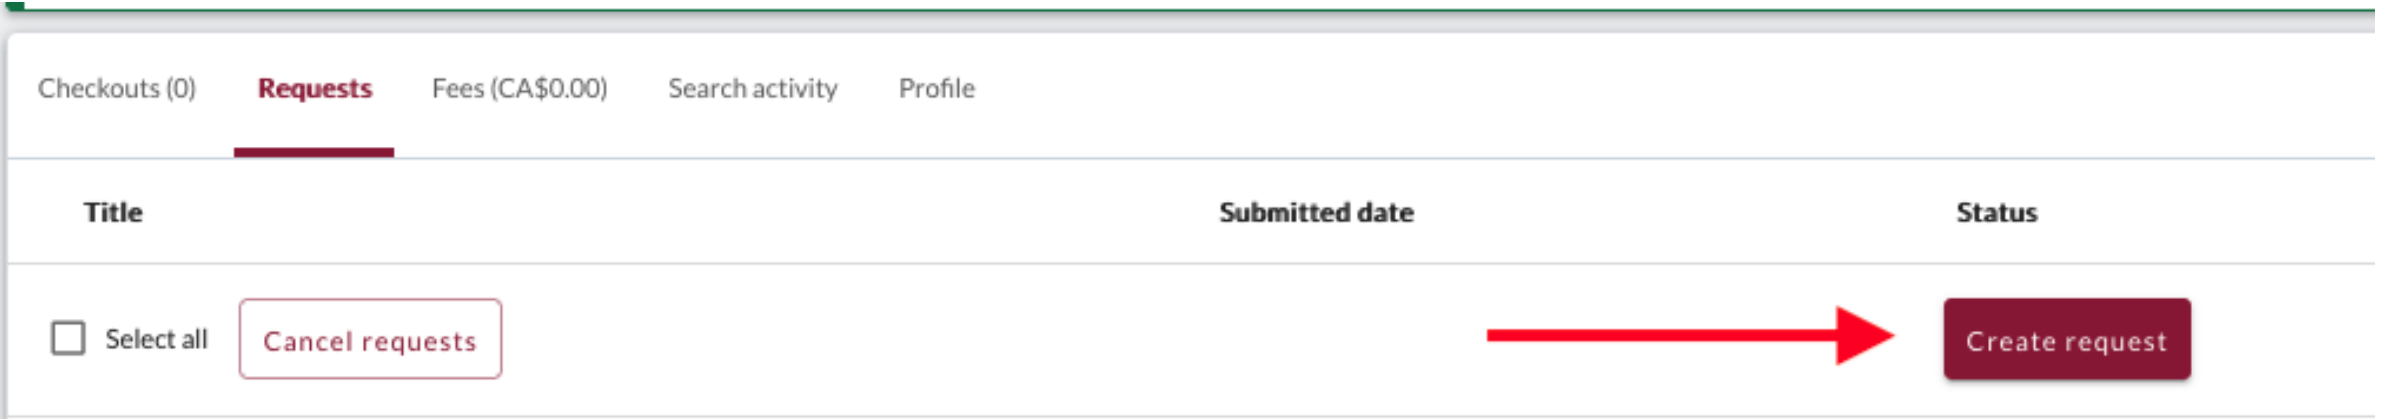 Checkouts (0) Requests Fees (CA$0.00) Search activity Profile
Title Submitted date Status
Select all Cancel requests Create request